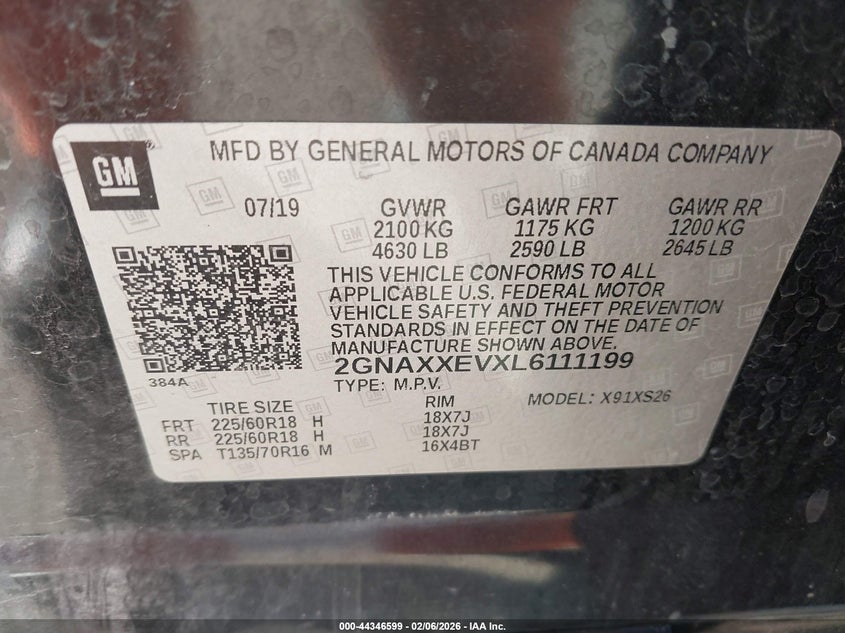 GM
MFD BY GENERAL MOTORS OF CANADA COMPANY
07/19 GVWR GAWR FRT GAWR RR
2100 KG 1175 KG 1200 KG
4630 LB 2590 LB 2645 LB
THIS VEHICLE CONFORMS TO ALL
APPLICABLE U.S. FEDERAL MOTOR
VEHICLE SAFETY AND THEFT PREVENTION
STANDARDS IN EFFECT ON THE DATE OF
MANUFACTURE SHOWN ABOVE.
2GNAXXEVXL6111199
384A
TYPE: M.P.V.
MODEL: X91XS26
TIRE SIZE RIM
FRT 225/60R18 H 18X7J
RR 225/60R18 H 18X7J
SPA T135/70R16 M 16X4BT
000-44346599 - 02/06/2026 - IAA Inc.